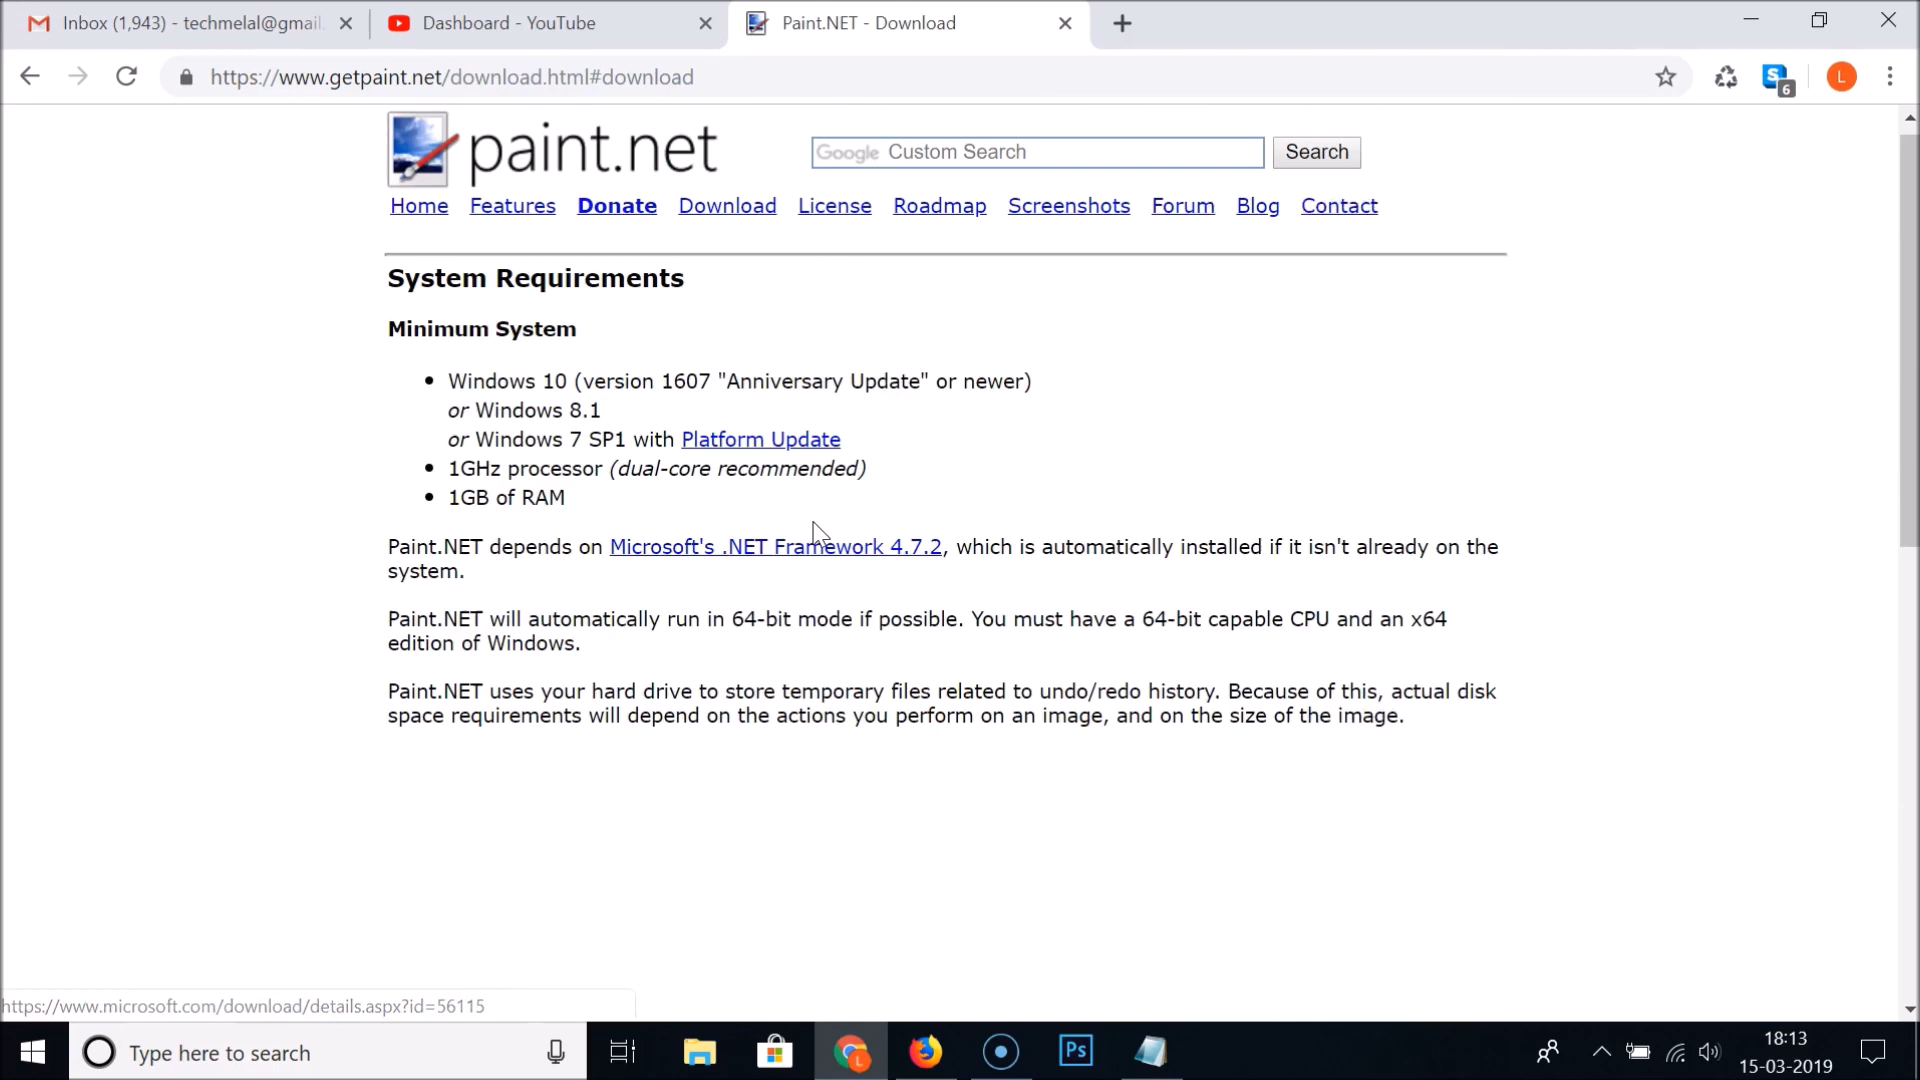 Inbox (1,943) - techmelal@gmail.
Dashboard - YouTube
Paint.NET - Download
https://www.getpaint.net/download.html#download
S
6
L
paint.net
Google Custom Search
Search
Home Features Donate Download License Roadmap Screenshots Forum Blog Contact
System Requirements
Minimum System
• Windows 10 (version 1607 "Anniversary Update" or newer)
or Windows 8.1
or Windows 7 SP1 with Platform Update
• 1GHz processor (dual-core recommended)
• 1GB of RAM
Paint.NET depends on Microsoft's .NET Framework 4.7.2, which is automatically installed if it isn't already on the
system.
Paint.NET will automatically run in 64-bit mode if possible. You must have a 64-bit capable CPU and an x64
edition of Windows.
Paint.NET uses your hard drive to store temporary files related to undo/redo history. Because of this, actual disk
space requirements will depend on the actions you perform on an image, and on the size of the image.
https://www.microsoft.com/download/details.aspx?id=56115
Type here to search
L
Ps
18:13
15-03-2019